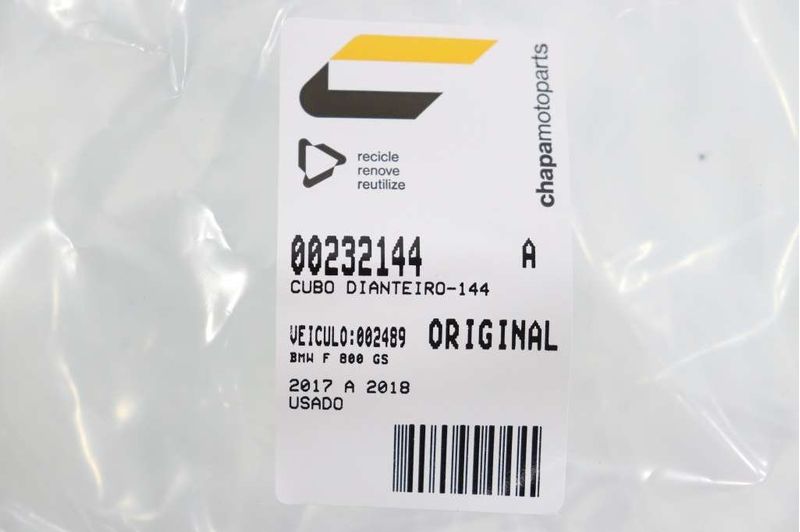 chapamotoparts
recicle
renove
reutilize
00232144 A
CUBO DIANTEIRO-144
VEICULO:002489 ORIGINAL
BMW F 800 GS
2017 A 2018
USADO